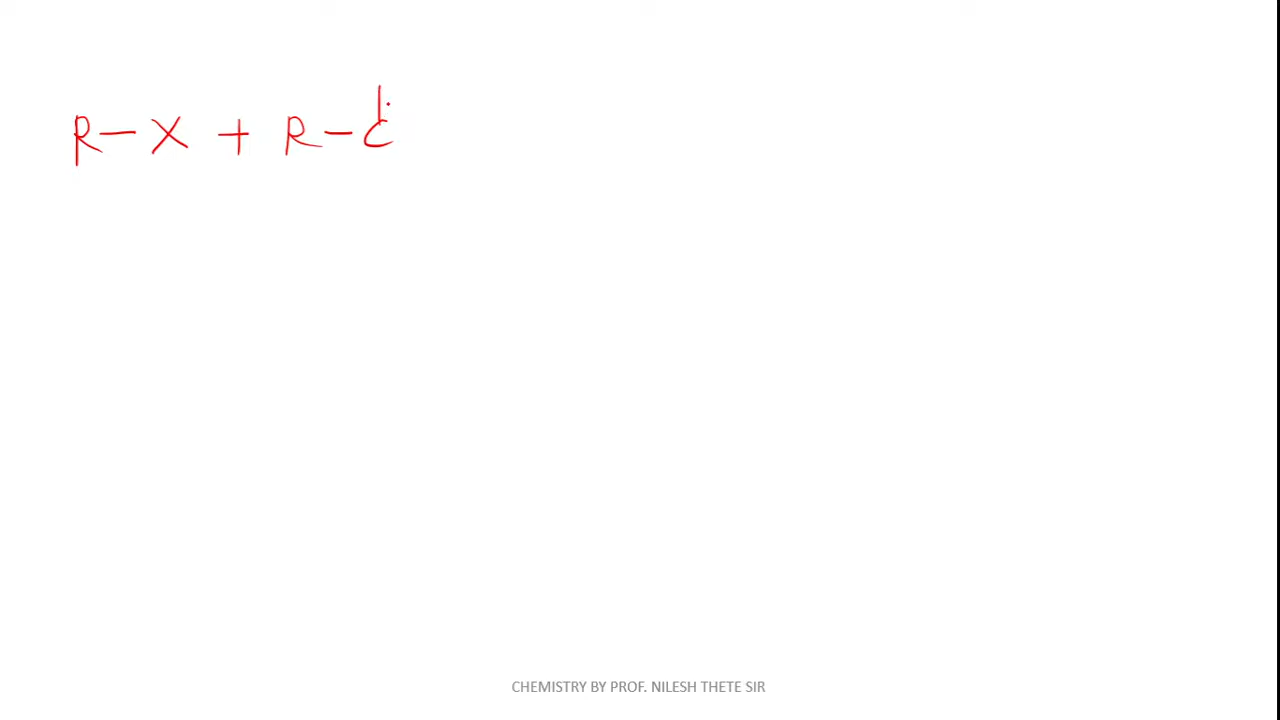 R-X + R-C
CHEMISTRY BY PROF. NILESH THETE SIR